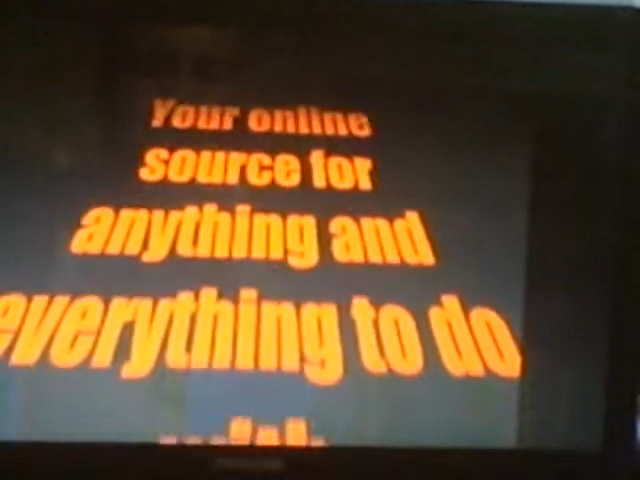 Your online
source for
anything and
everything to do